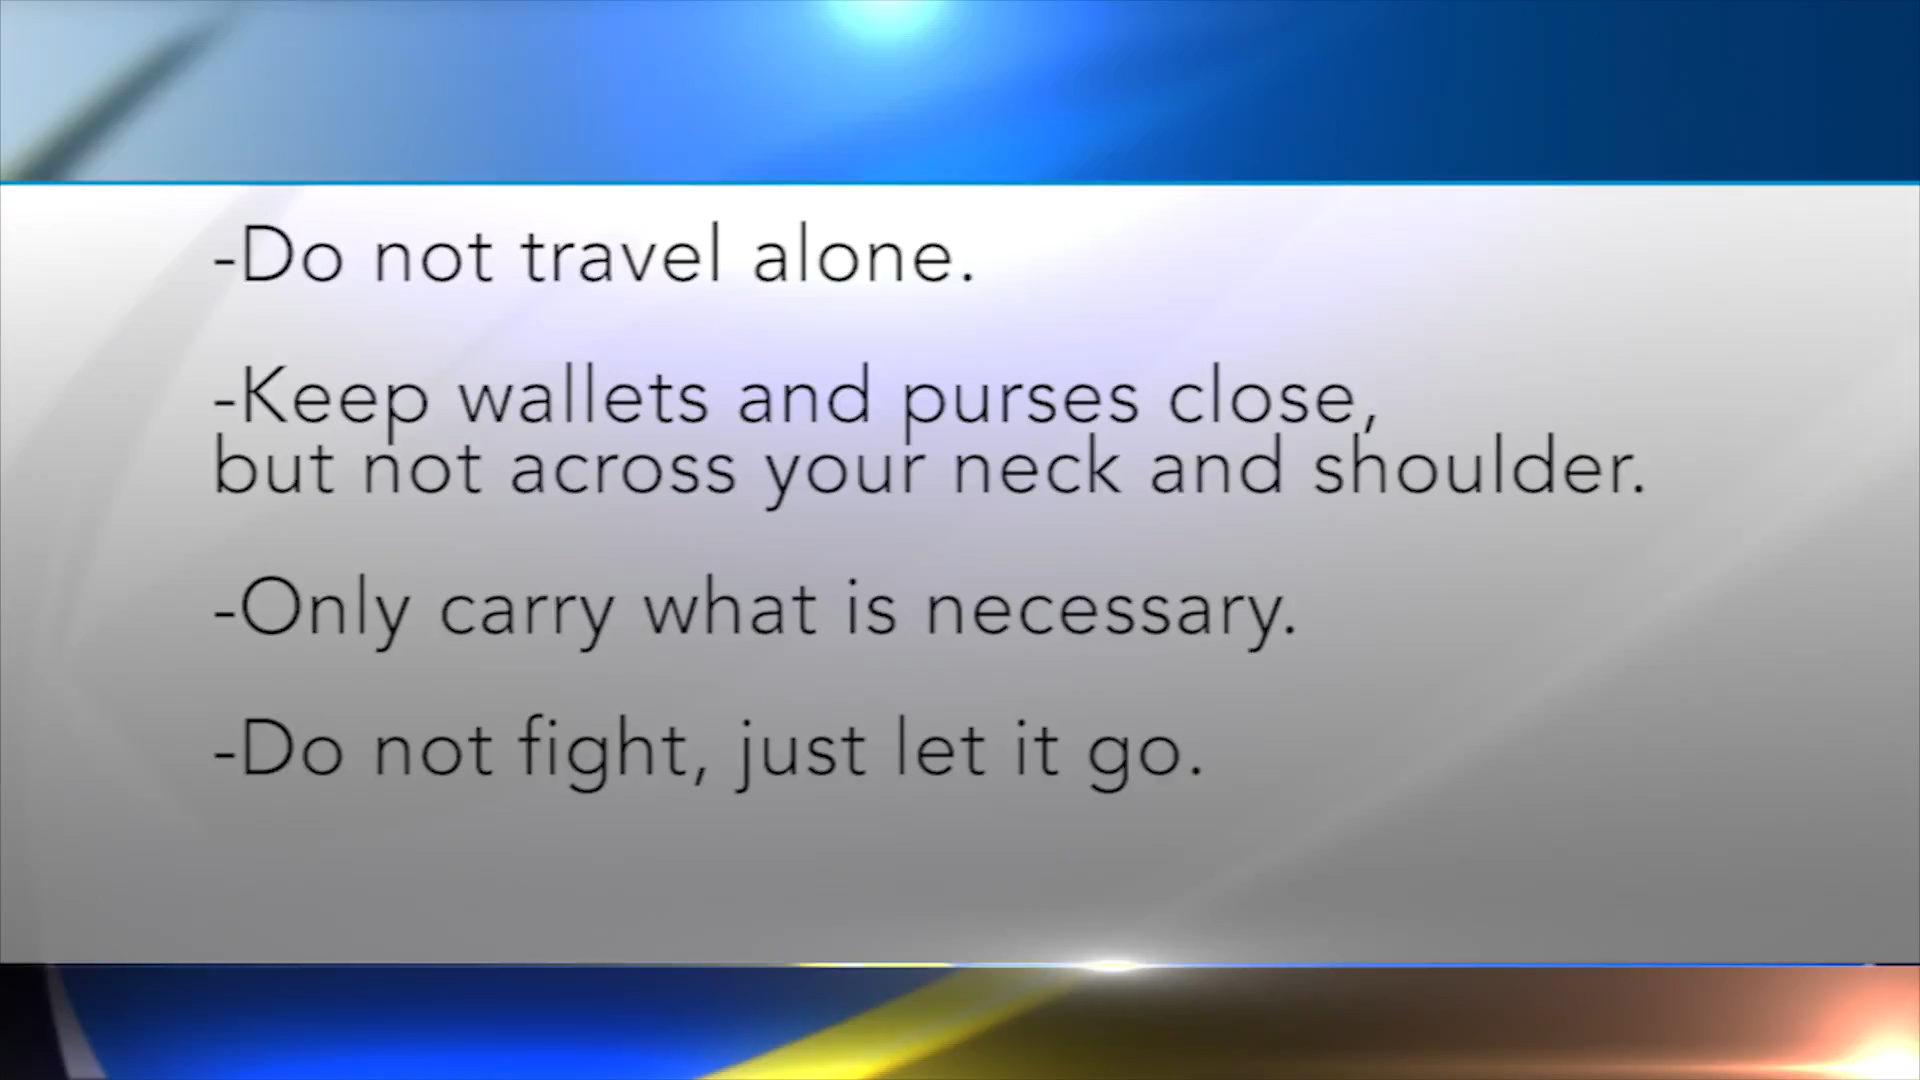 -Do not travel alone.
-Keep wallets and purses close,
but not across your neck and shoulder.
-Only carry what is necessary.
-Do not fight, just let it go.